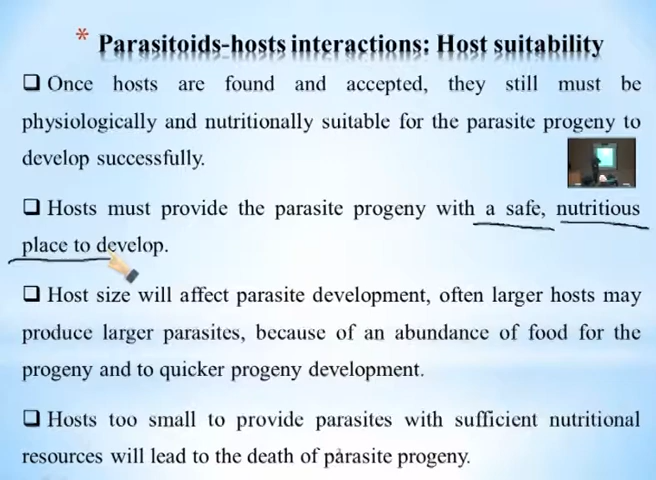 * Parasitoids-hosts interactions: Host suitability
❑ Once hosts are found and accepted, they still must be
physiologically and nutritionally suitable for the parasite progeny to
develop successfully.
❑ Hosts must provide the parasite progeny with a safe, nutritious
place to develop.
❑ Host size will affect parasite development, often larger hosts may
produce larger parasites, because of an abundance of food for the
progeny and to quicker progeny development.
❑ Hosts too small to provide parasites with sufficient nutritional
resources will lead to the death of parasite progeny.